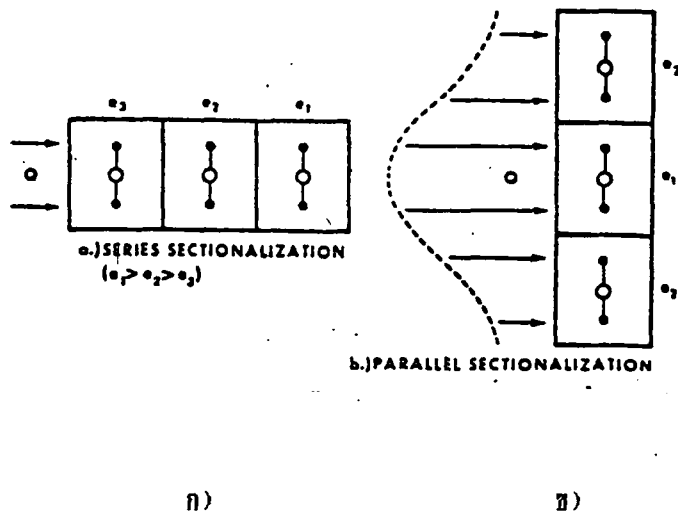 e₃ e₂ e₁
Q
a.) SERIES SECTIONALIZATION
(e₁ > e₂ > e₃)
e₂
Q
e₁
e₂
b.) PARALLEL SECTIONALIZATION
ก) ข)